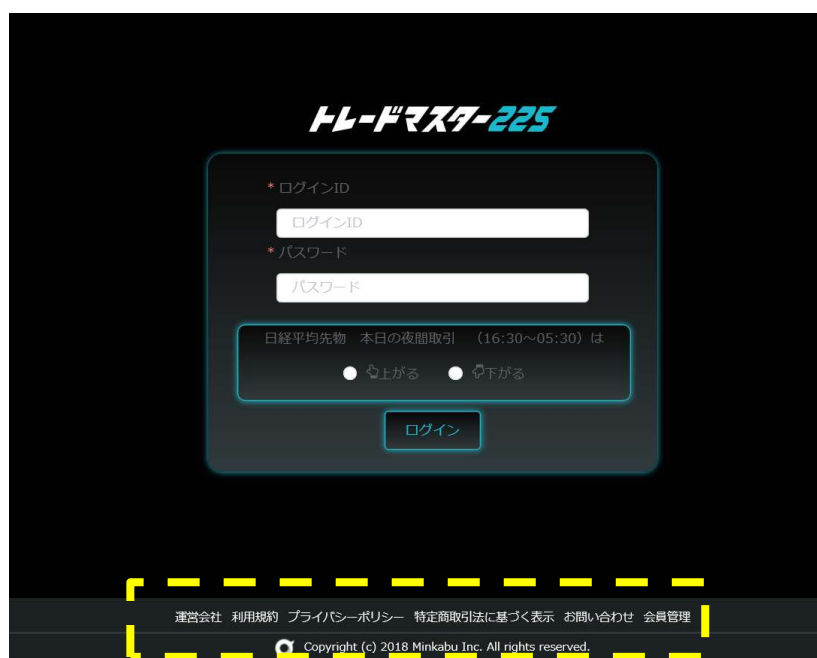 トレードマスター225
* ログインID
ログインID
* パスワード
パスワード
日経平均先物 本日の夜間取引 （16:30～05:30）は
上がる 下がる
ログイン
運営会社 利用規約 プライバシーポリシー 特定商取引法に基づく表示 お問い合わせ 会員管理
Copyright (c) 2018 Minkabu Inc. All rights reserved.